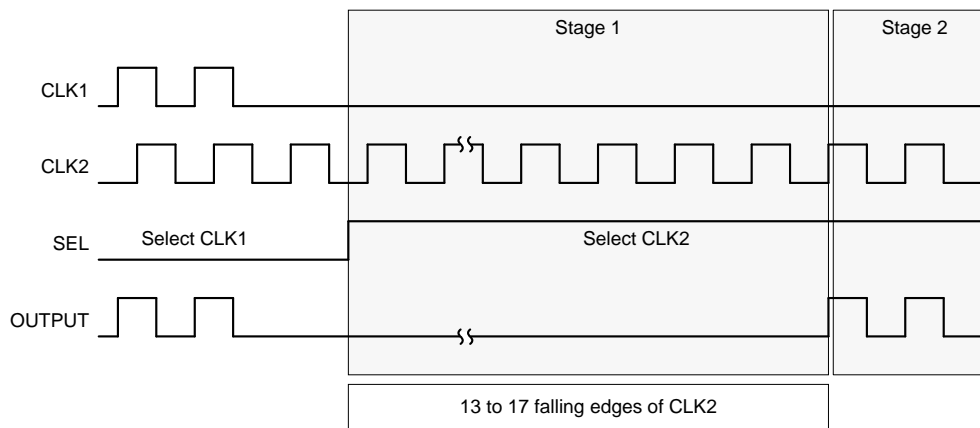 Stage 1
Stage 2
CLK1
CLK2
SEL
Select CLK1
Select CLK2
OUTPUT
13 to 17 falling edges of CLK2